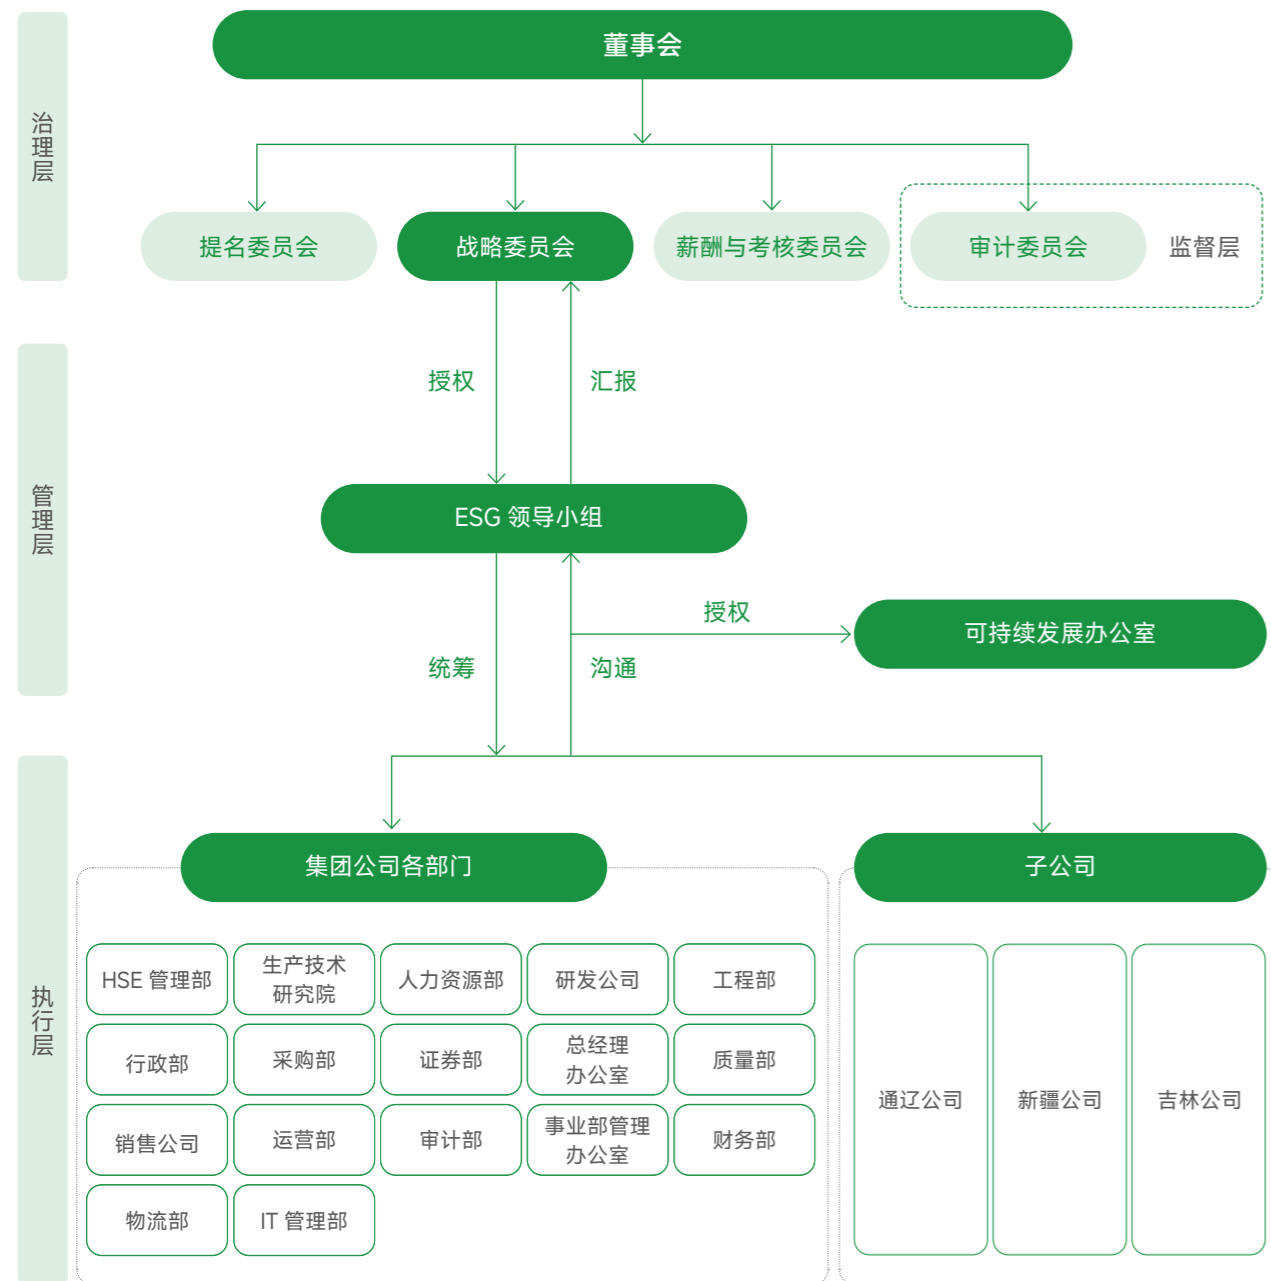 治理层
董事会
提名委员会
战略委员会
薪酬与考核委员会
审计委员会
监督层
管理层
授权
汇报
ESG 领导小组
授权
可持续发展办公室
统筹
沟通
执行层
集团公司各部门
子公司
HSE 管理部
生产技术
研究院
人力资源部
研发公司
工程部
行政部
采购部
证券部
总经理
办公室
质量部
销售公司
运营部
审计部
事业部管理
办公室
财务部
物流部
IT 管理部
通辽公司
新疆公司
吉林公司